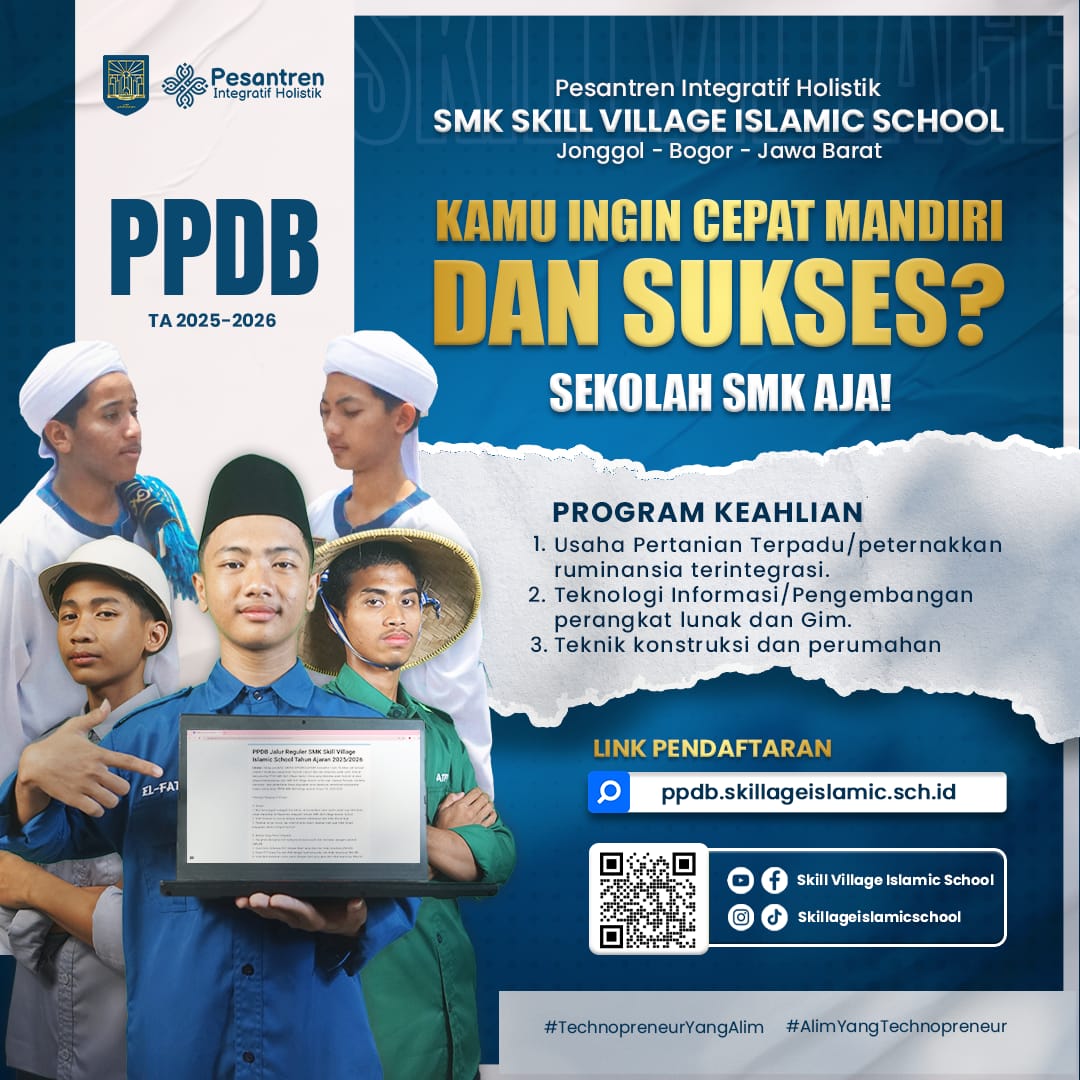 Pesantren
Integratif Holistik
PPDB
TA 2025-2026
Pesantren Integratif Holistik
SMK SKILL VILLAGE ISLAMIC SCHOOL
Jonggol - Bogor - Jawa Barat
KAMU INGIN CEPAT MANDIRI
DAN SUKSES?
SEKOLAH SMK AJA!
PROGRAM KEAHLIAN
1. Usaha Pertanian Terpadu/peternakkan
ruminansia terintegrasi.
2. Teknologi Informasi/Pengembangan
perangkat lunak dan Gim.
3. Teknik konstruksi dan perumahan
LINK PENDAFTARAN
ppdb.skillageislamic.sch.id
Skill Village Islamic School
Skillageislamicschool
#TechnopreneurYangAlim #AlimYangTechnopreneur
PPDB Jalur Reguler SMK Skill Village
Islamic School Tahun Ajaran 2025/2026
SKILL VILLAGE